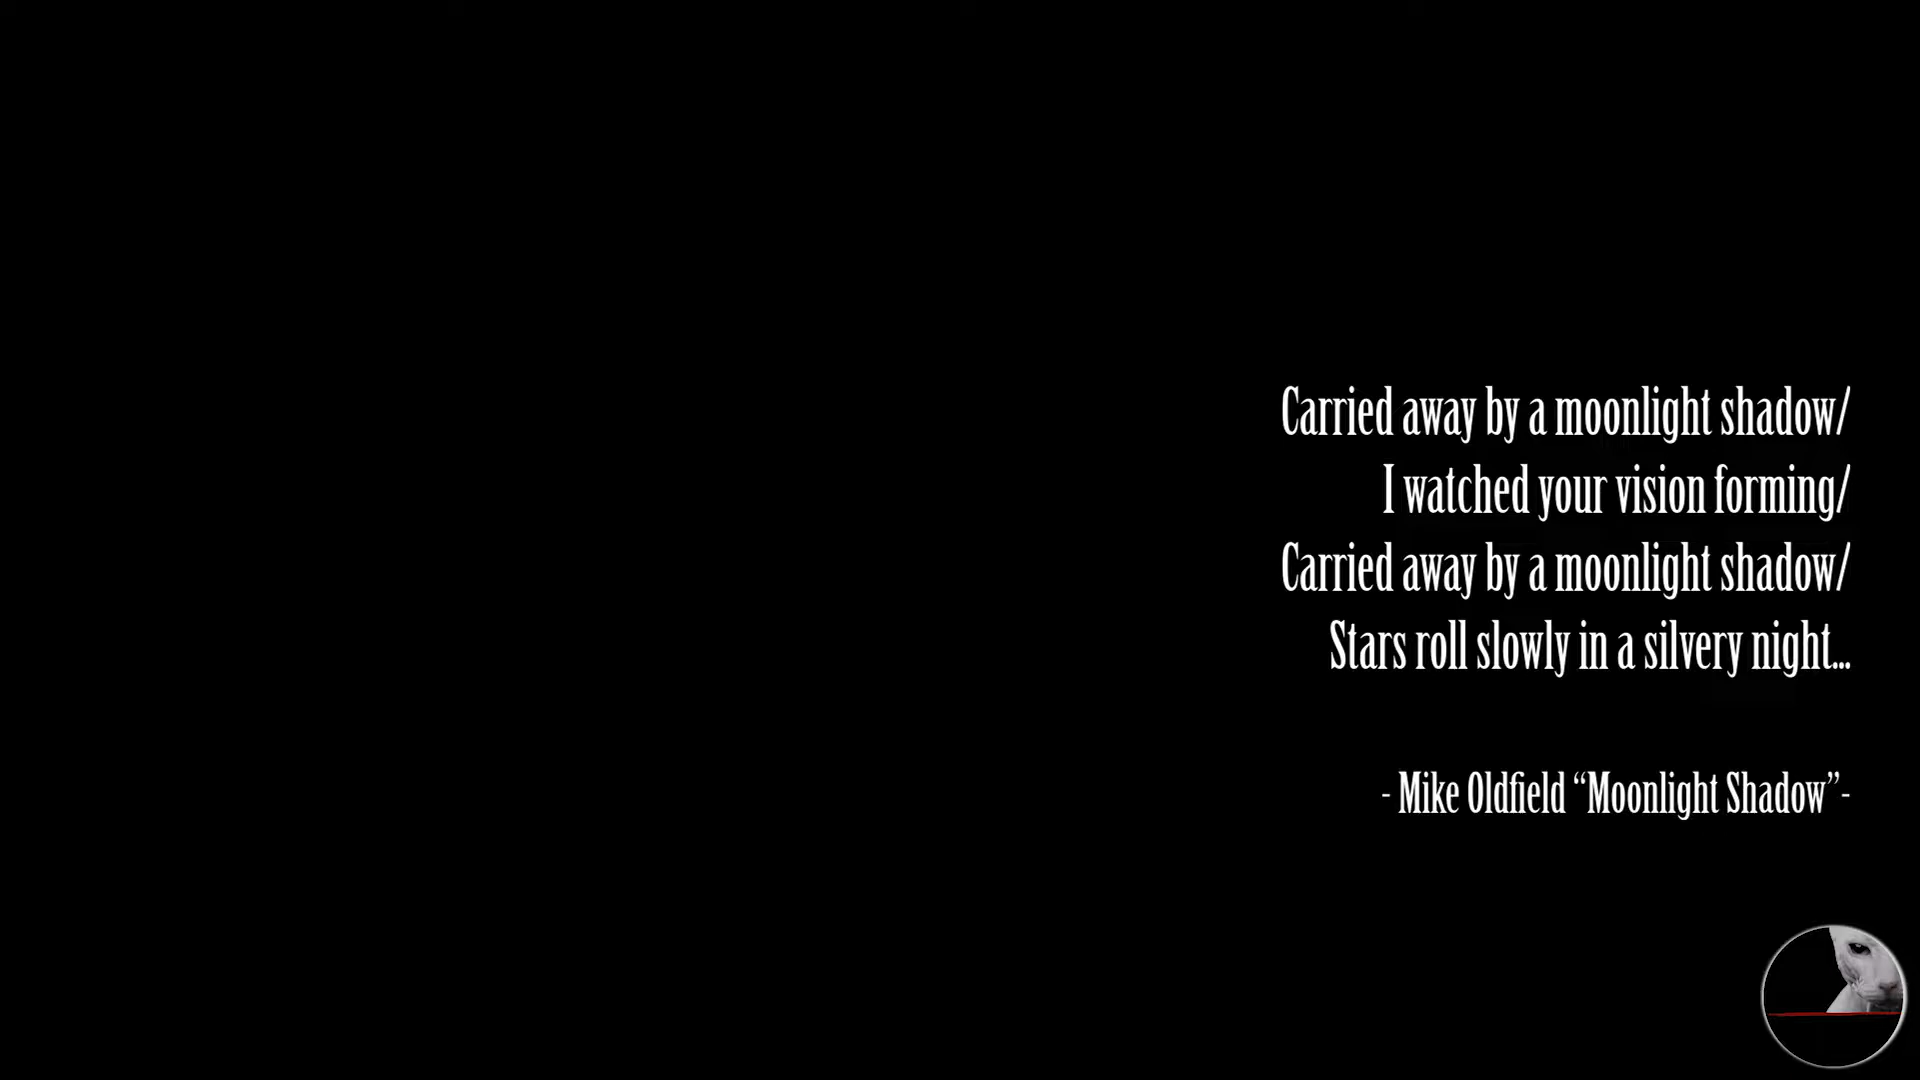 Carried away by a moonlight shadow/
I watched your vision forming/
Carried away by a moonlight shadow/
Stars roll slowly in a silvery night...
- Mike Oldfield “Moonlight Shadow”-